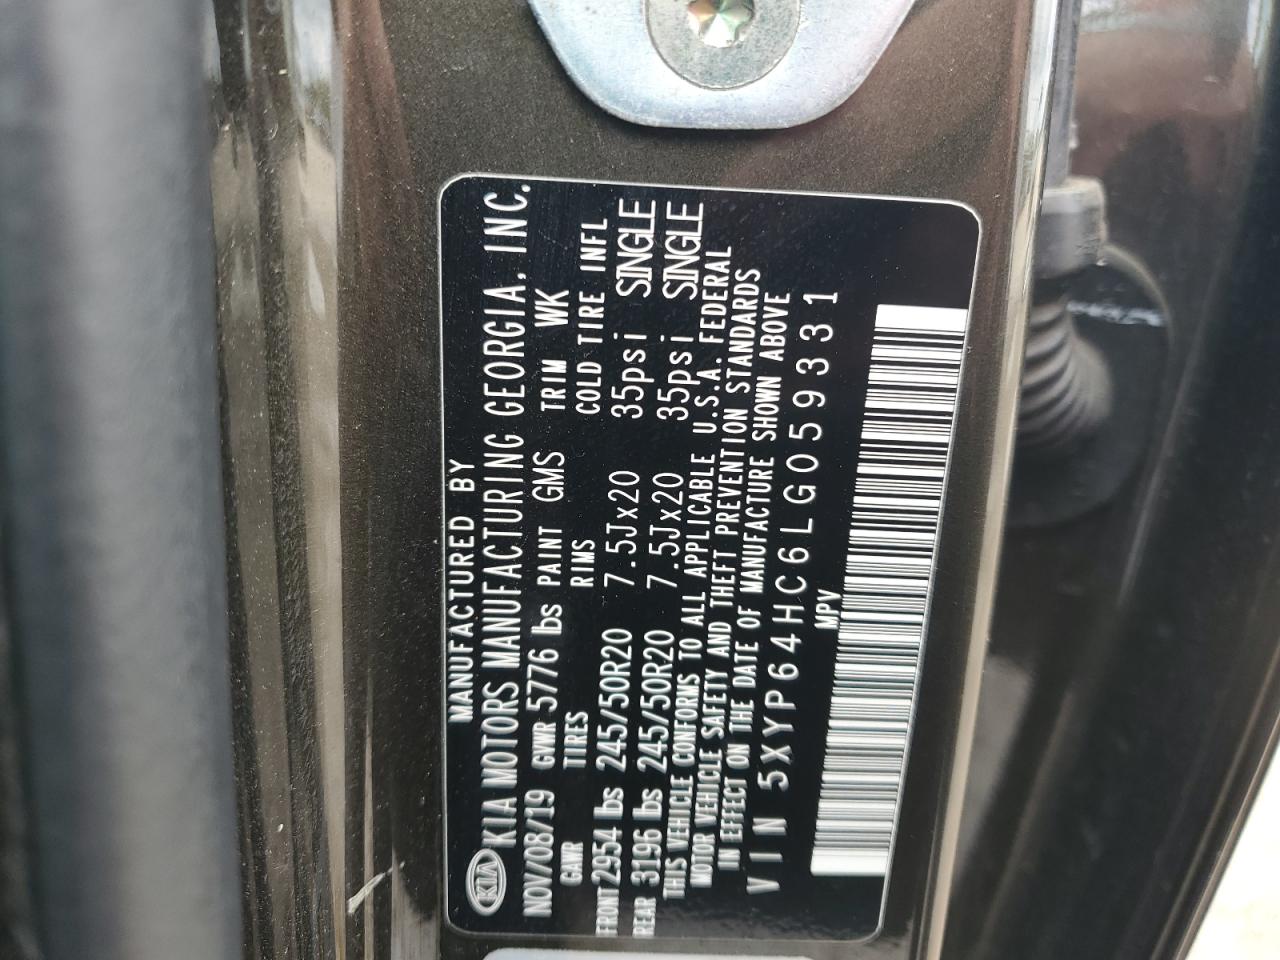 MANUFACTURED BY
KIA KIA MOTORS MANUFACTURING GEORGIA, INC.
NOV/08/19 GVWR 5776 lbs PAINT GMS TRIM WK
GAWR TIRES RIMS COLD TIRE INFL
FRONT 2954 lbs 245/50R20 7.5Jx20 35psi SINGLE
REAR 3196 lbs 245/50R20 7.5Jx20 35psi SINGLE
THIS VEHICLE CONFORMS TO ALL APPLICABLE U.S.A. FEDERAL
MOTOR VEHICLE SAFETY AND THEFT PREVENTION STANDARDS
IN EFFECT ON THE DATE OF MANUFACTURE SHOWN ABOVE
VIN 5XYP64HC6LG059331
MPV